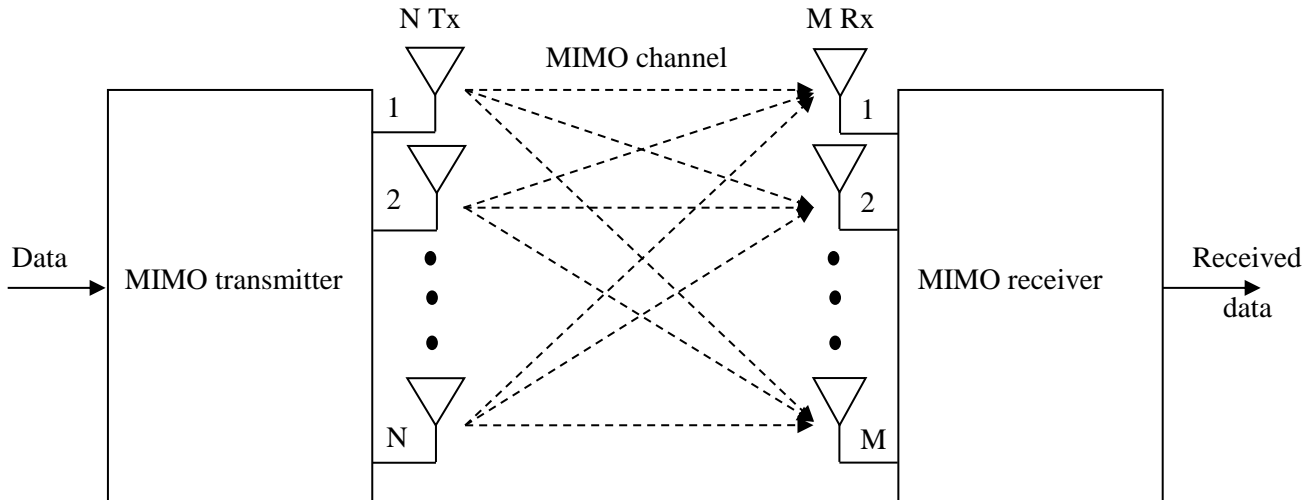 N Tx
M Rx
MIMO channel
1
1
2
2
Data
MIMO transmitter
MIMO receiver
Received
data
N
M